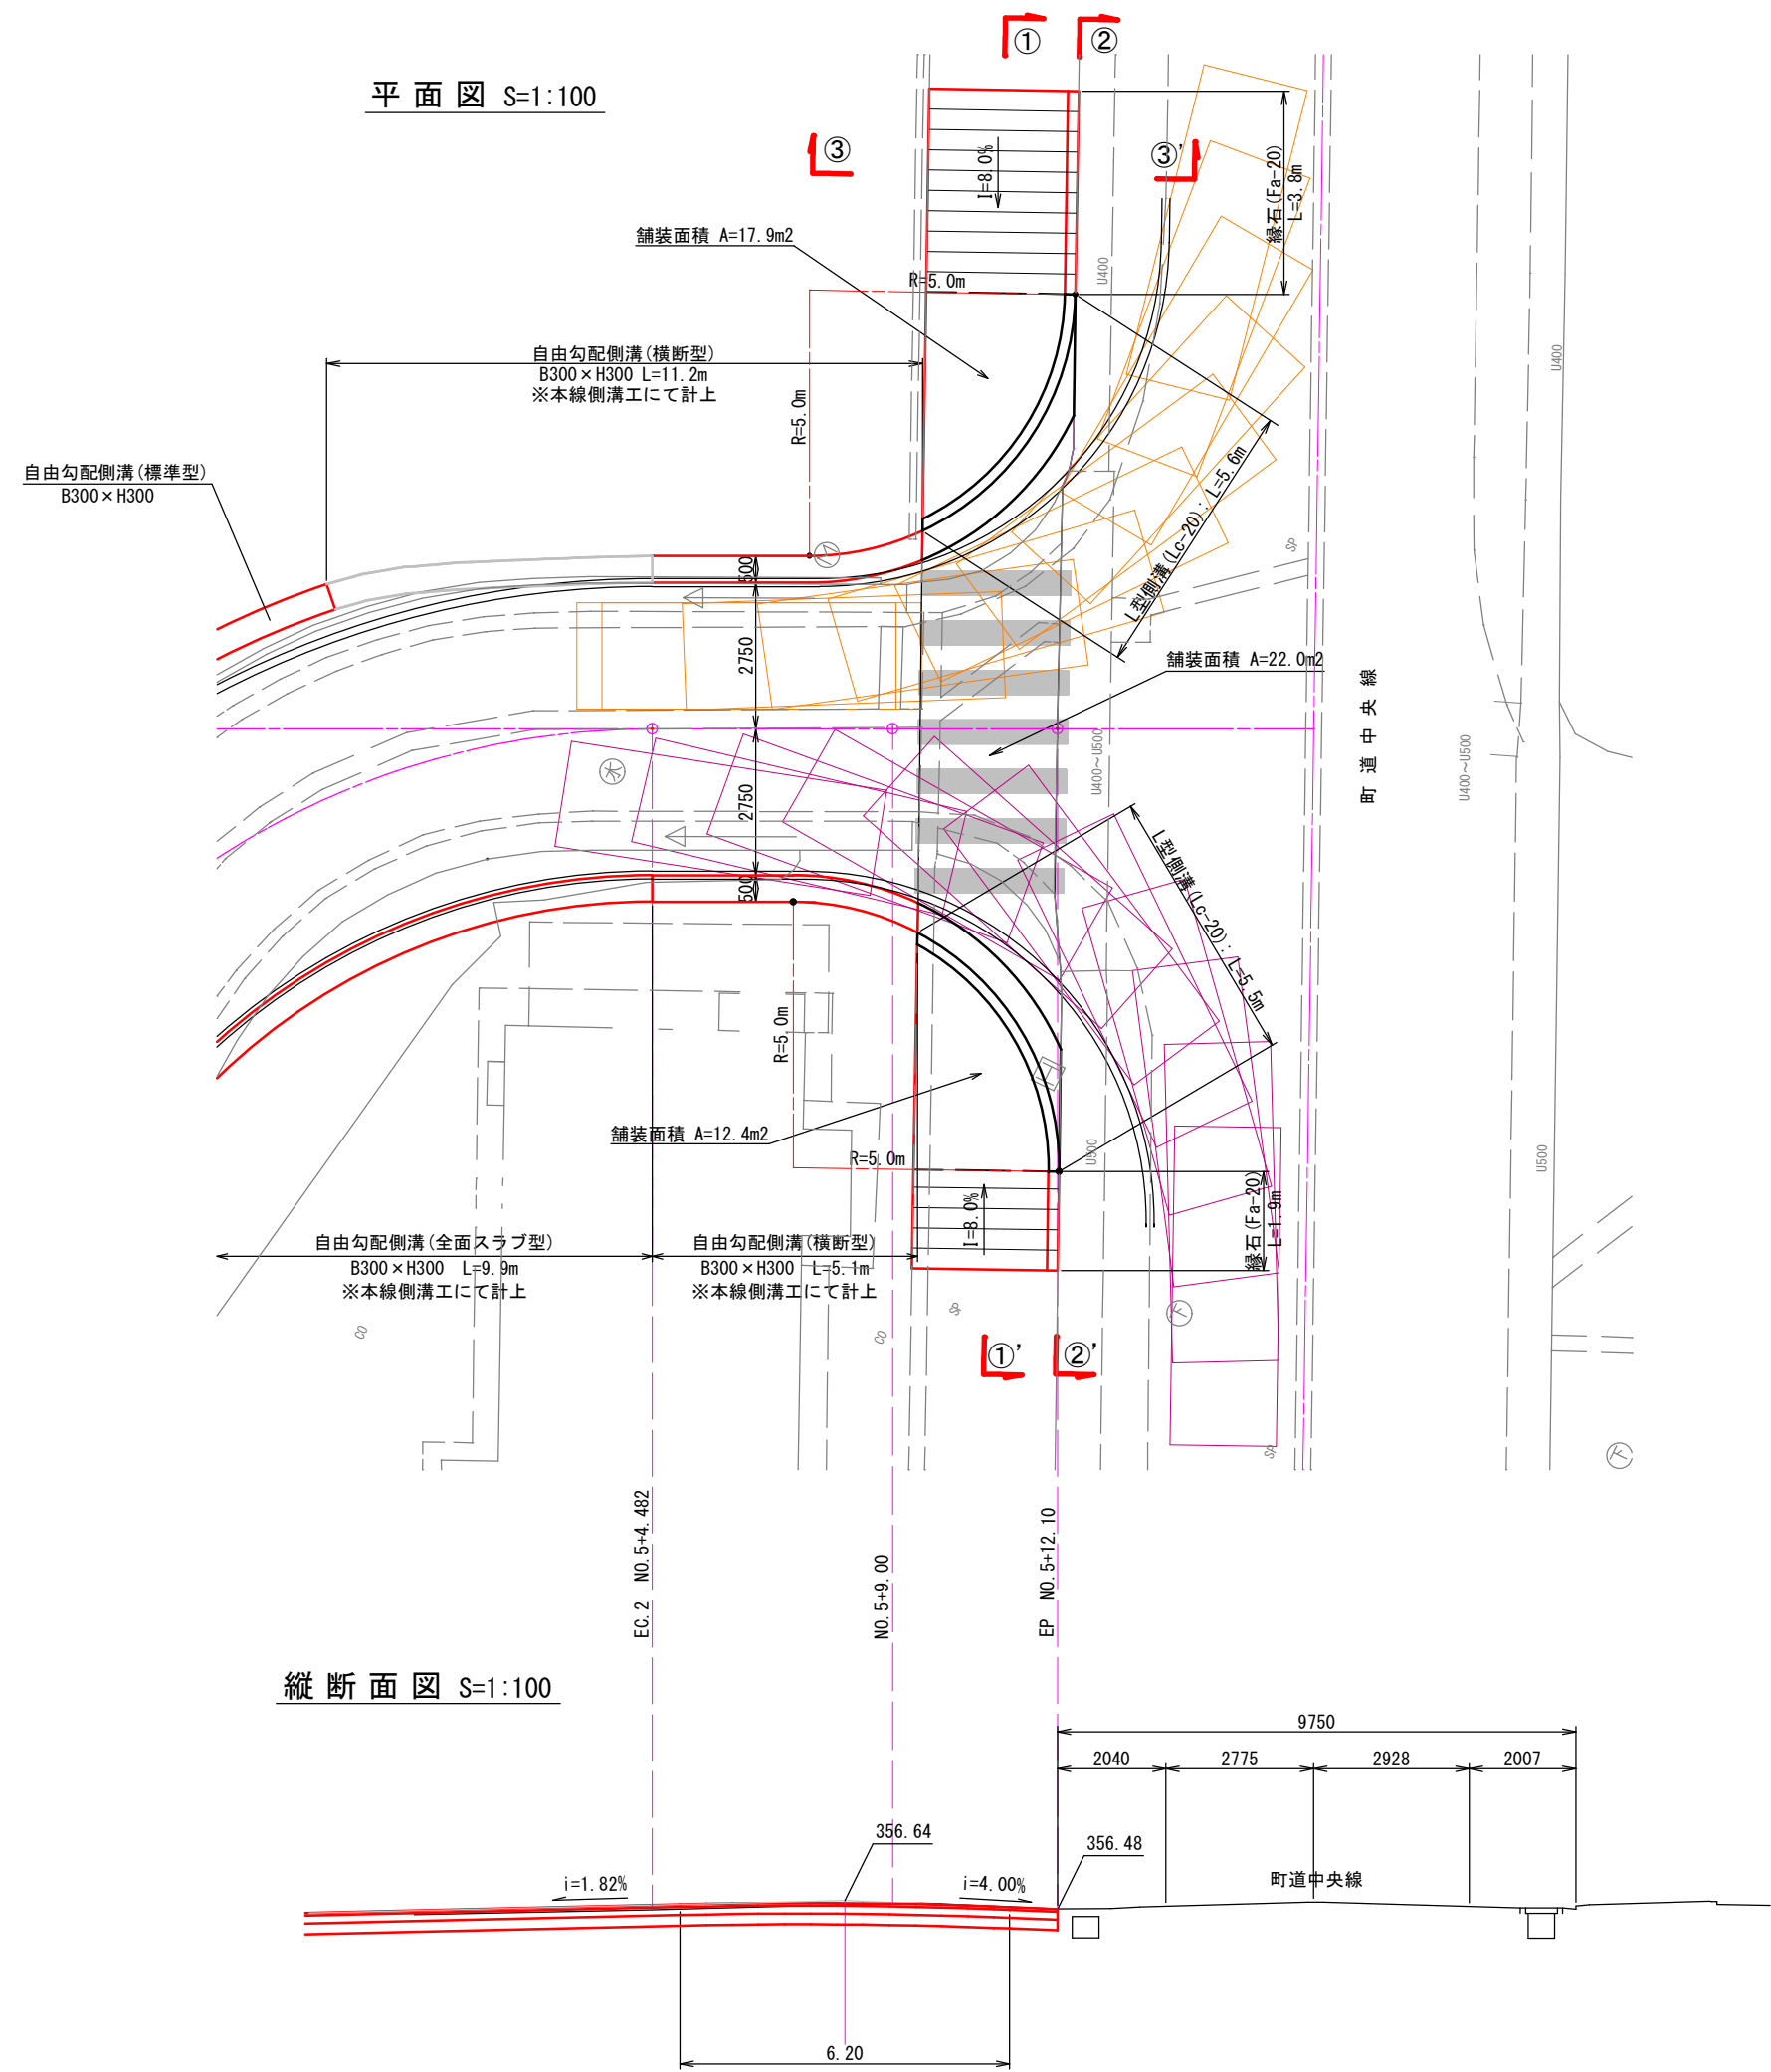 平面図 S=1:100
①
②
③
③'
I=8.0%
縁石(Fa-20)
L=3.8m
舗装面積 A=17.9m2
R=5.0m
U400
自由勾配側溝(横断型)
B300×H300 L=11.2m
※本線側溝工にて計上
R=5.0m
U400
自由勾配側溝(標準型)
B300×H300
L型側溝(Lc-20): L=5.6m
SP
500
2750
舗装面積 A=22.0m2
町道中央線
U400~U500
U400~U500
2750
500
L型側溝(Lc-20): L=5.5m
R=5.0m
舗装面積 A=12.4m2
R=5.0m
U500
U500
I=8.0%
縁石(Fa-20)
L=1.9m
自由勾配側溝(全面スラブ型)
B300×H300 L=9.9m
※本線側溝工にて計上
自由勾配側溝(横断型)
B300×H300 L=5.1m
※本線側溝工にて計上
CO
CO
SP
①'
②'
SP
EC.2 NO.5+4.482
NO.5+9.00
EP NO.5+12.10
縦断面図 S=1:100
9750
2040
2775
2928
2007
356.64
356.48
i=1.82%
i=4.00%
町道中央線
6.20